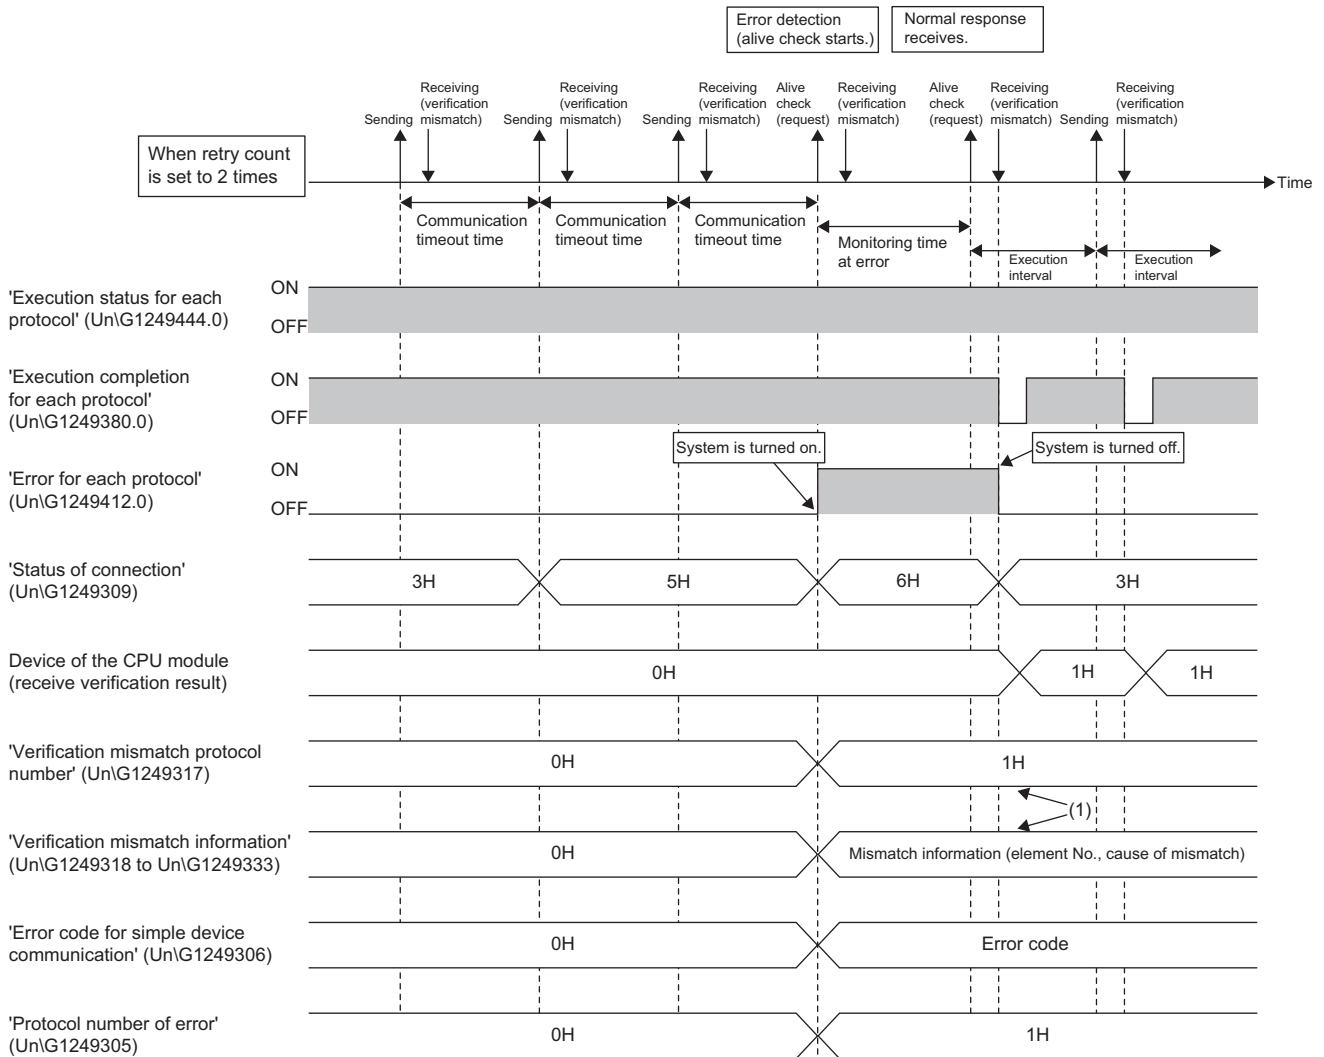 Error detection
(alive check starts.)
Normal response
receives.
Sending
Receiving
(verification
mismatch)
Sending
Receiving
(verification
mismatch)
Sending
Receiving
(verification
mismatch)
Alive
check
(request)
Receiving
(verification
mismatch)
Alive
check
(request)
Receiving
(verification
mismatch)
Sending
Receiving
(verification
mismatch)
When retry count
is set to 2 times
Time
Communication
timeout time
Communication
timeout time
Communication
timeout time
Monitoring time
at error
Execution
interval
Execution
interval
'Execution status for each
protocol' (Un\G1249444.0)
ON
OFF
'Execution completion
for each protocol'
(Un\G1249380.0)
ON
OFF
System is turned on.
System is turned off.
'Error for each protocol'
(Un\G1249412.0)
ON
OFF
'Status of connection'
(Un\G1249309)
3H
5H
6H
3H
Device of the CPU module
(receive verification result)
0H
1H
1H
'Verification mismatch protocol
number' (Un\G1249317)
0H
1H
(1)
'Verification mismatch information'
(Un\G1249318 to Un\G1249333)
0H
Mismatch information (element No., cause of mismatch)
'Error code for simple device
communication' (Un\G1249306)
0H
Error code
'Protocol number of error'
(Un\G1249305)
0H
1H